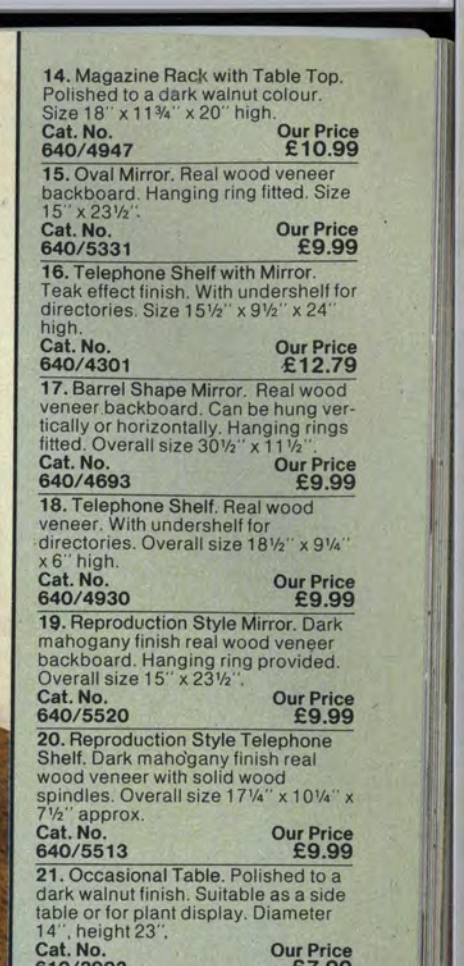 14. Magazine Rack with Table Top.
Polished to a dark walnut colour.
Size 18" x 11¾" x 20" high.
Cat. No. Our Price
640/4947 £10.99
15. Oval Mirror. Real wood veneer
backboard. Hanging ring fitted. Size
15" x 23½".
Cat. No. Our Price
640/5331 £9.99
16. Telephone Shelf with Mirror.
Teak effect finish. With undershelf for
directories. Size 15½" x 9½" x 24"
high.
Cat. No. Our Price
640/4301 £12.79
17. Barrel Shape Mirror. Real wood
veneer backboard. Can be hung ver-
tically or horizontally. Hanging rings
fitted. Overall size 30½" x 11½".
Cat. No. Our Price
640/4693 £9.99
18. Telephone Shelf. Real wood
veneer. With undershelf for
directories. Overall size 18½" x 9¼"
x 6" high.
Cat. No. Our Price
640/4930 £9.99
19. Reproduction Style Mirror. Dark
mahogany finish real wood veneer
backboard. Hanging ring provided.
Overall size 15" x 23½".
Cat. No. Our Price
640/5520 £9.99
20. Reproduction Style Telephone
Shelf. Dark mahogany finish real
wood veneer with solid wood
spindles. Overall size 17¼" x 10¼" x
7½" approx.
Cat. No. Our Price
640/5513 £9.99
21. Occasional Table. Polished to a
dark walnut finish. Suitable as a side
table or for plant display. Diameter
14", height 23".
Cat. No. Our Price